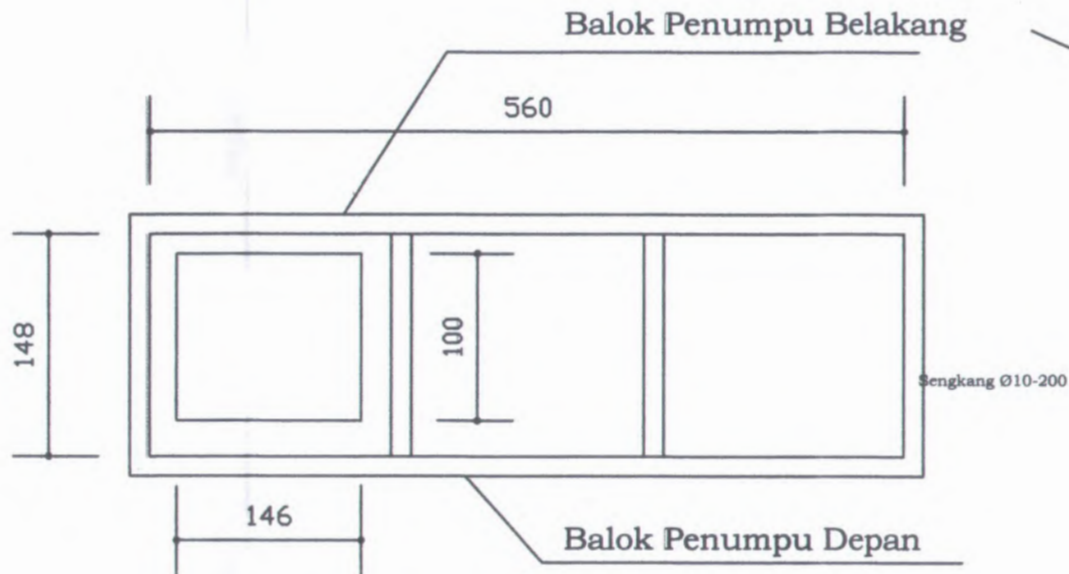 Balok Penumpu Belakang
560
148
100
Sengkang Ø10-200
146
Balok Penumpu Depan